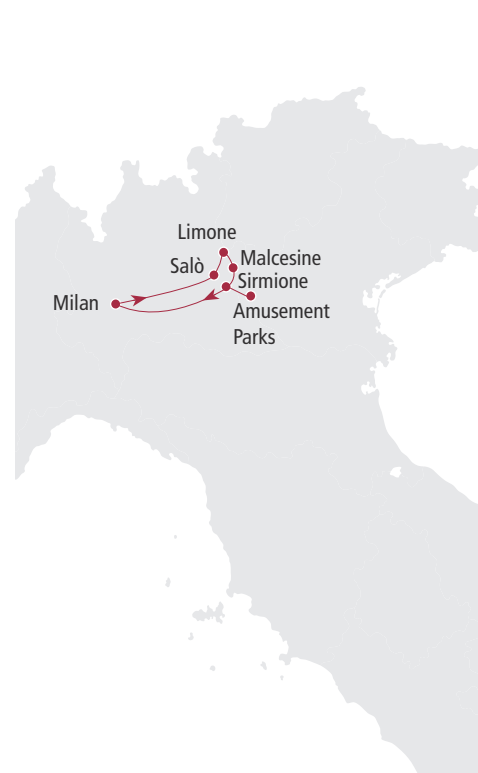 Limone
Malcesine
Salò
Sirmione
Milan
Amusement
Parks